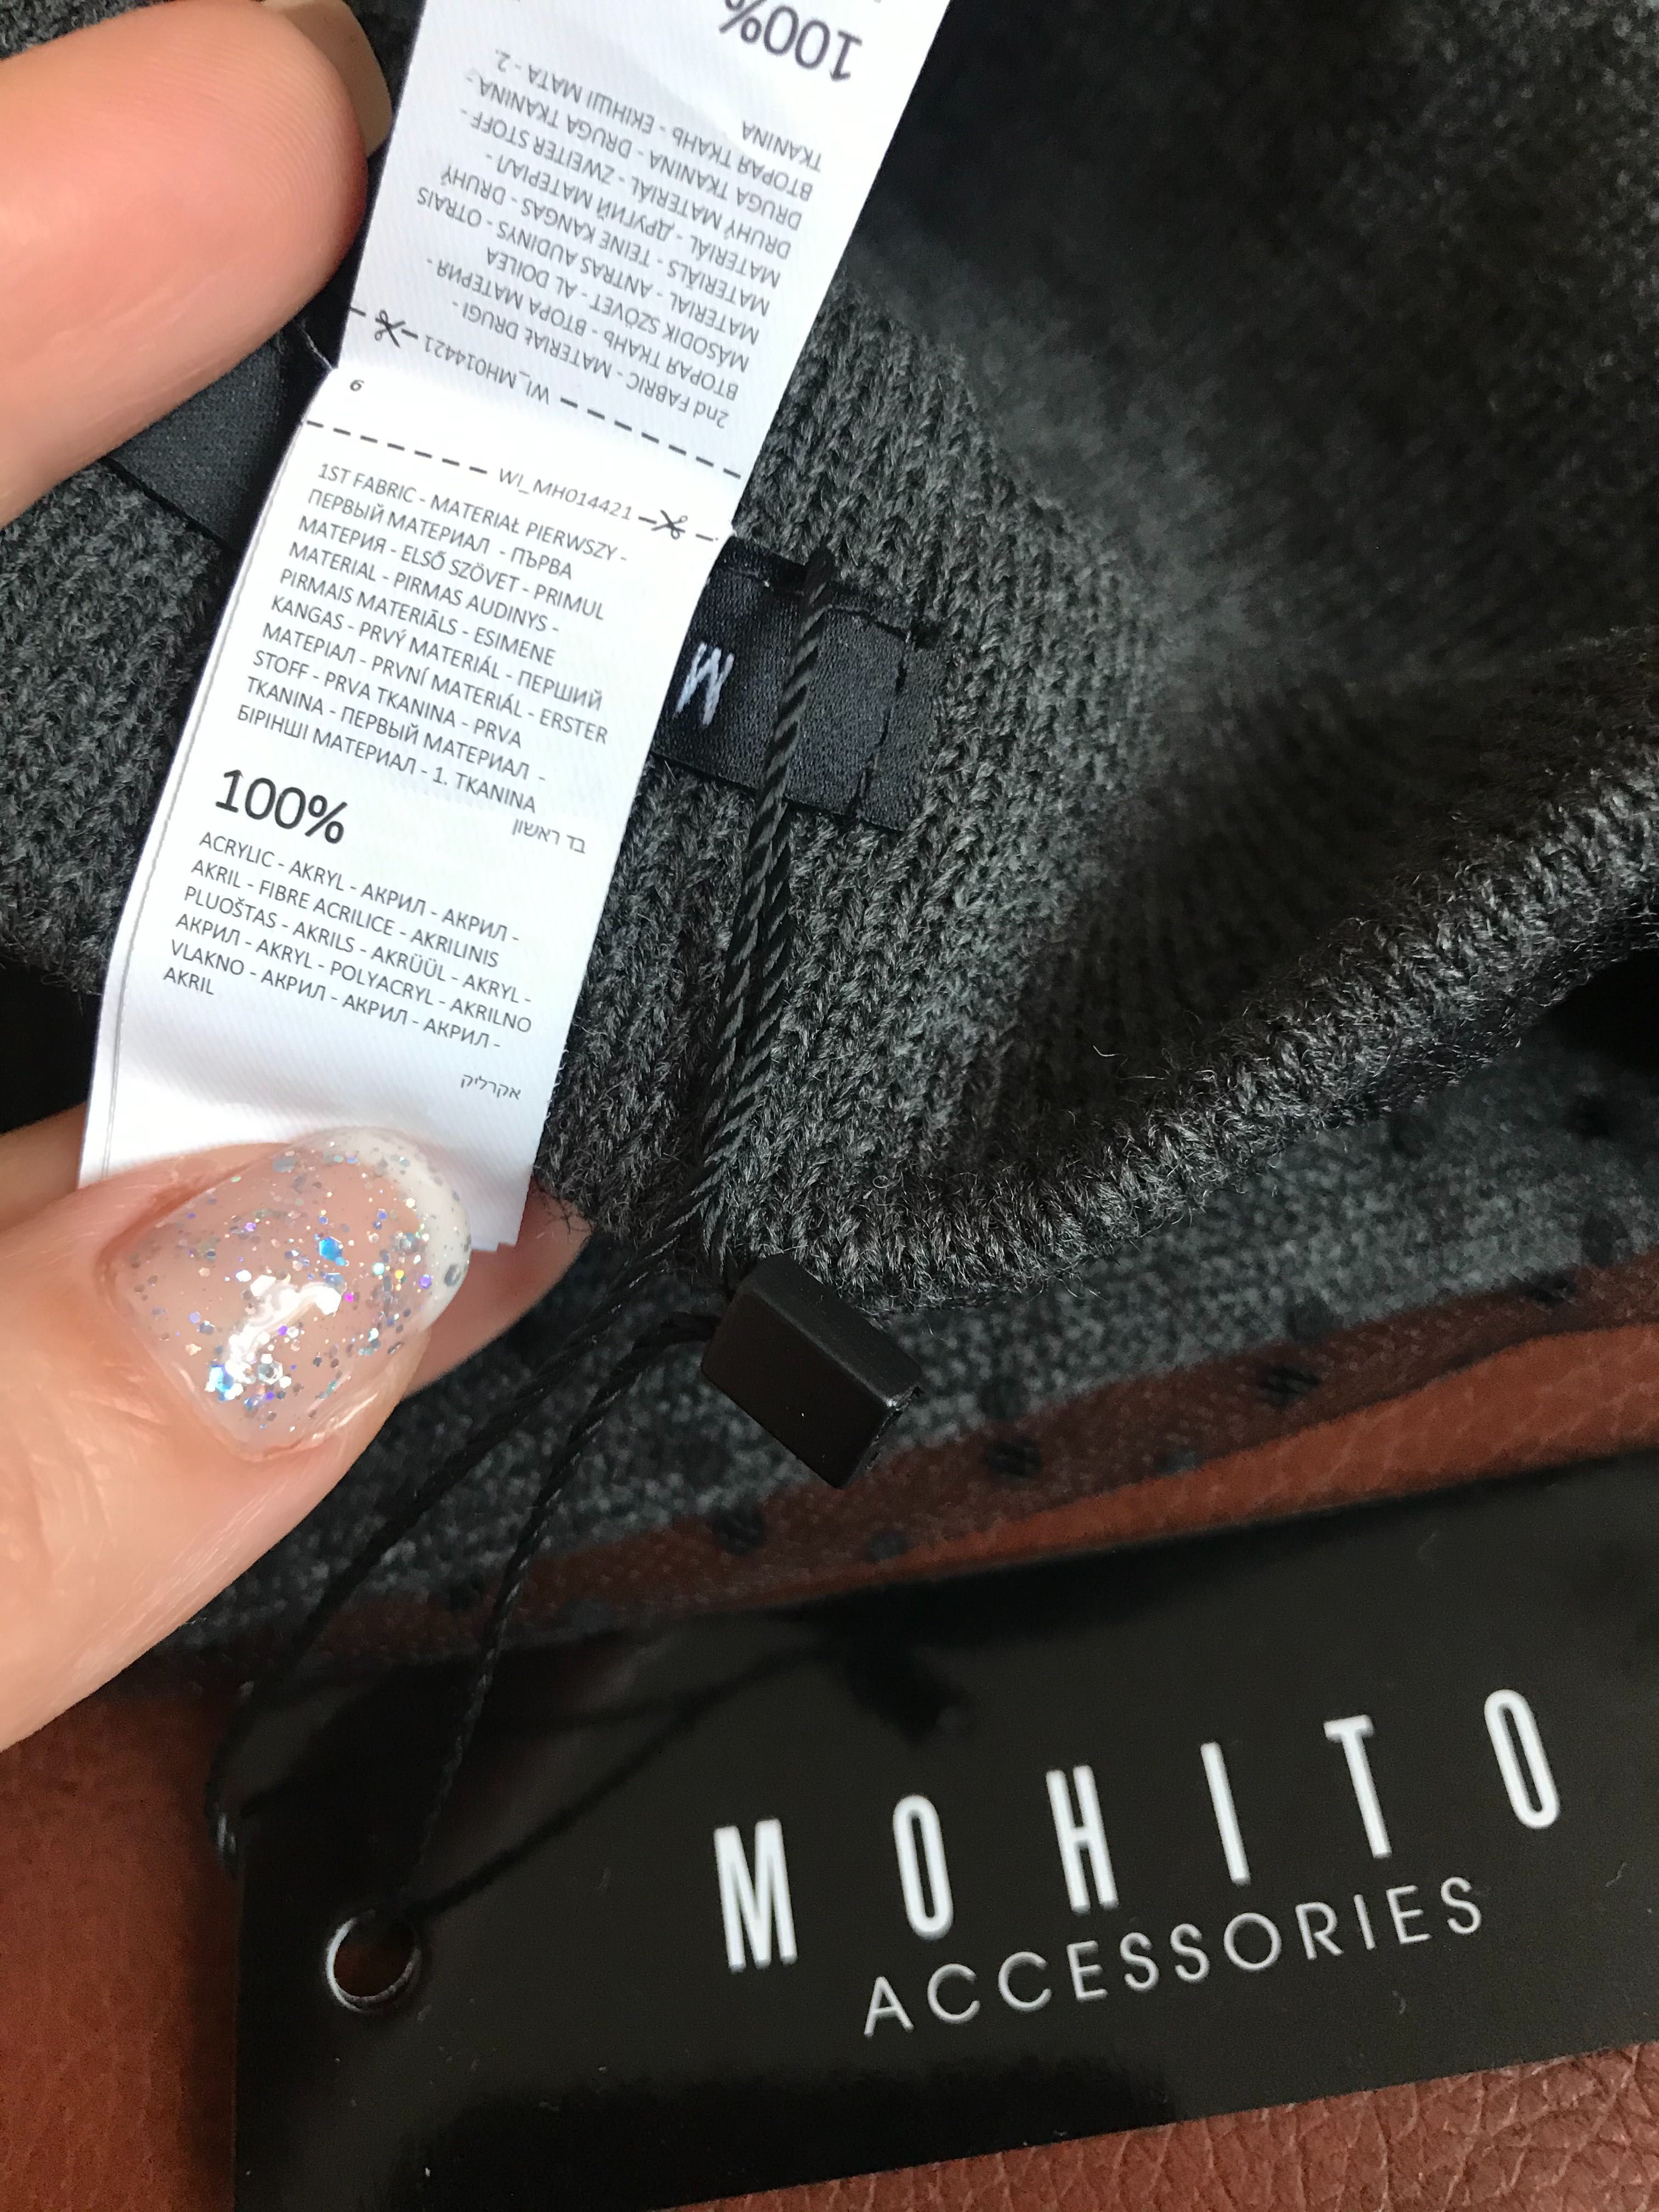 100%
2nd FABRIC - MATERIAŁ DRUGI -
ВТОРАЯ ТКАНЬ - ВТОРА МАТЕРИЯ -
MÁSODIK SZÖVET - AL DOILEA
MATERIAL - ANTRAS AUDINYS - OTRAIS
MATERIĀLS - TEINE KANGAS - DRUHÝ
MATERIÁL - ДРУГИЙ МАТЕРІАЛ -
DRUHÝ MATERIÁL - ZWEITER STOFF -
DRUGA TKANINA - DRUGA TKANINA -
ВТОРАЯ ТКАНЬ - ЕКІНШІ МАТА - 2.
TKANINA
WI_MH014421
6
WI_MH014421
1ST FABRIC - MATERIAŁ PIERWSZY -
ПЕРВЫЙ МАТЕРИАЛ - ПЪРВА
МАТЕРИЯ - ELSŐ SZÖVET - PRIMUL
MATERIAL - PIRMAS AUDINYS -
PIRMAIS MATERIĀLS - ESIMENE
KANGAS - PRVÝ MATERIÁL - ПЕРШИЙ
МАТЕРІАЛ - PRVNÍ MATERIÁL - ERSTER
STOFF - PRVA TKANINA - PRVA
TKANINA - ПЕРВЫЙ МАТЕРИАЛ -
БІРІНШІ МАТЕРИАЛ - 1. TKANINA
בד ראשון
100%
ACRYLIC - AKRYL - АКРИЛ - АКРИЛ -
AKRIL - FIBRE ACRILICE - AKRILINIS
PLUOŠTAS - AKRILS - AKRÜÜL - AKRYL -
АКРИЛ - AKRYL - POLYACRYL - AKRILNO
VLAKNO - АКРИЛ - АКРИЛ - АКРИЛ -
AKRIL
אקרליק
M
MOHITO
ACCESSORIES